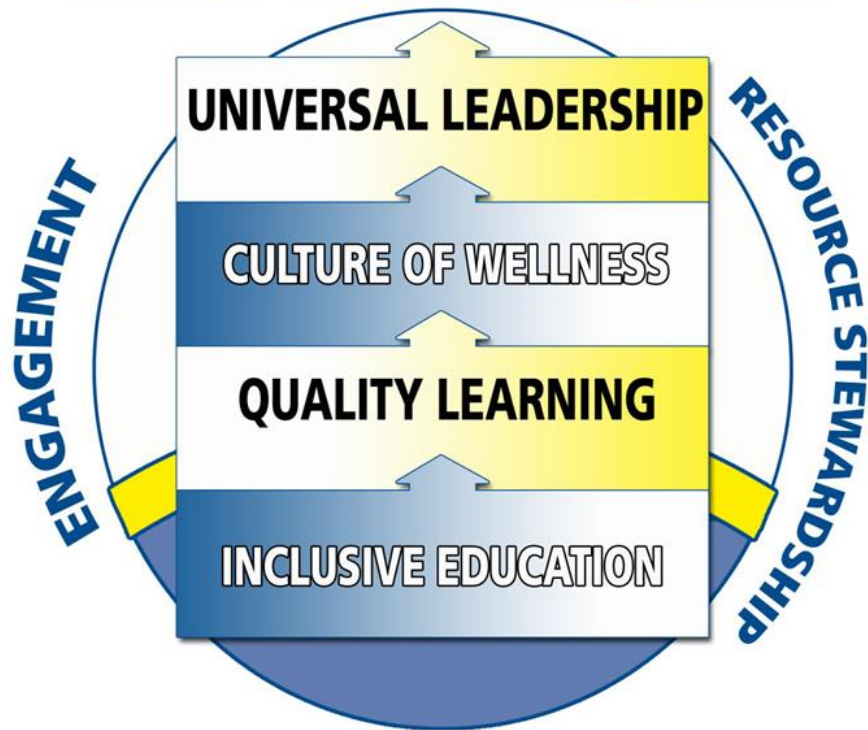 UNIVERSAL LEADERSHIP
CULTURE OF WELLNESS
QUALITY LEARNING
INCLUSIVE EDUCATION
ENGAGEMENT
RESOURCE STEWARDSHIP